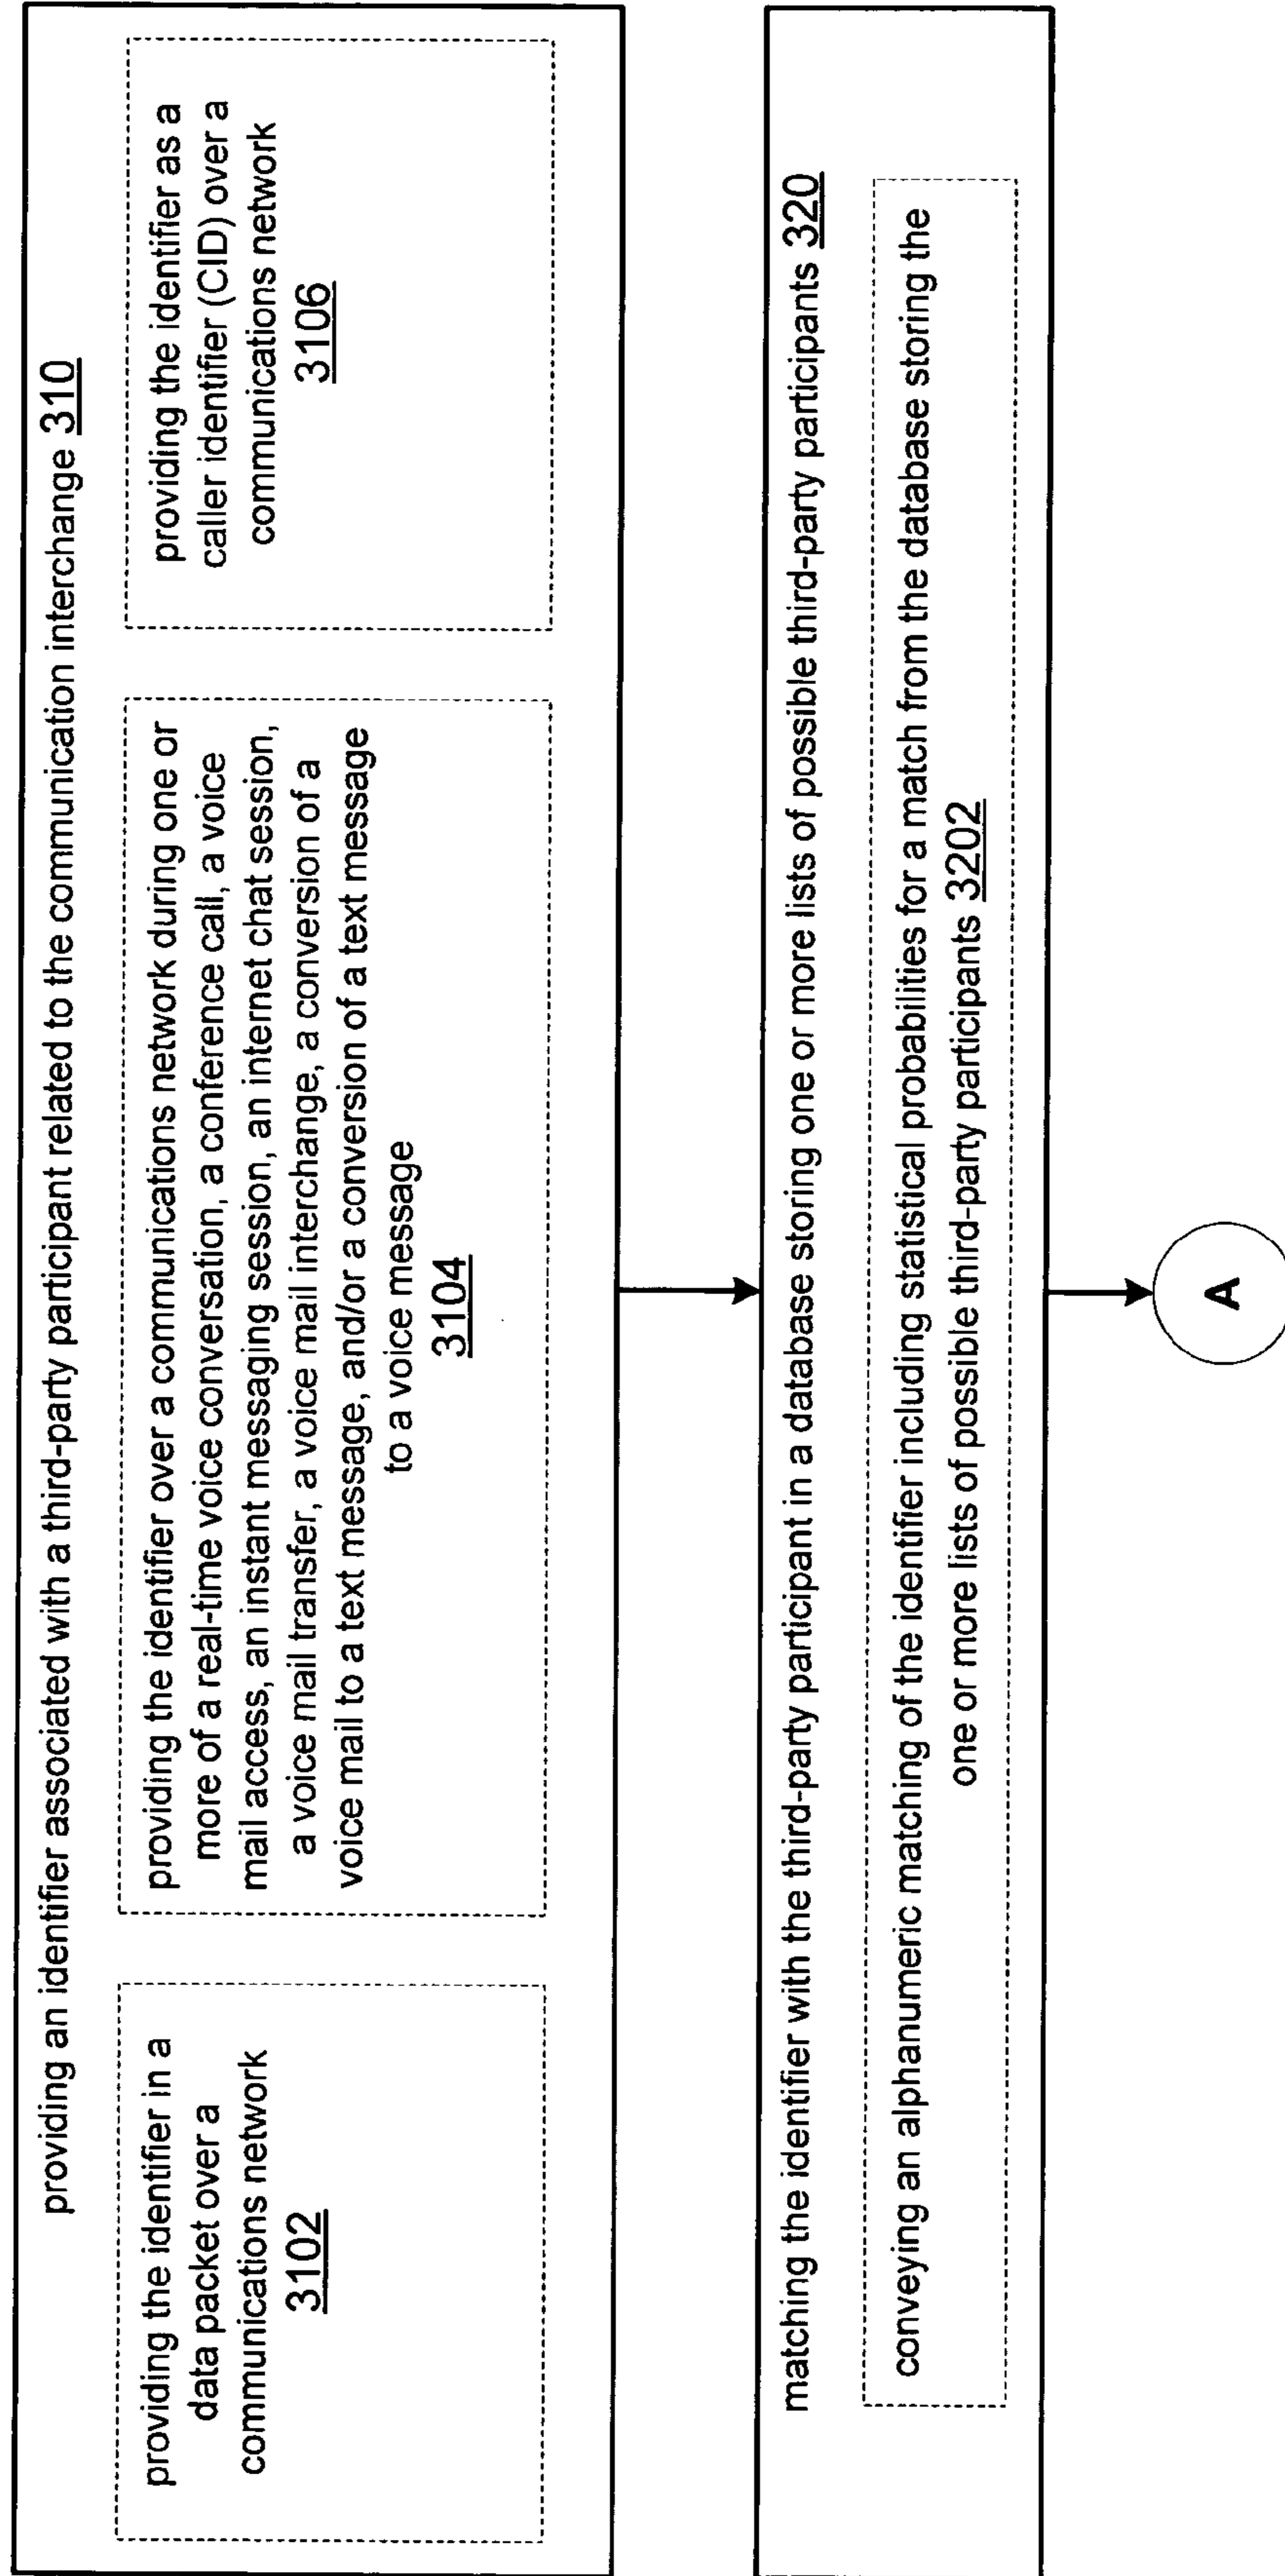 providing an identifier associated with a third-party participant related to the communication interchange 310
providing the identifier in a
data packet over a
communications network
3102
providing the identifier over a communications network during one or
more of a real-time voice conversation, a conference call, a voice
mail access, an instant messaging session, an internet chat session,
a voice mail transfer, a voice mail interchange, a conversion of a
voice mail to a text message, and/or a conversion of a text message
to a voice message
3104
providing the identifier as a
caller identifier (CID) over a
communications network
3106
matching the identifier with the third-party participant in a database storing one or more lists of possible third-party participants 320
conveying an alphanumeric matching of the identifier including statistical probabilities for a match from the database storing the
one or more lists of possible third-party participants 3202
A